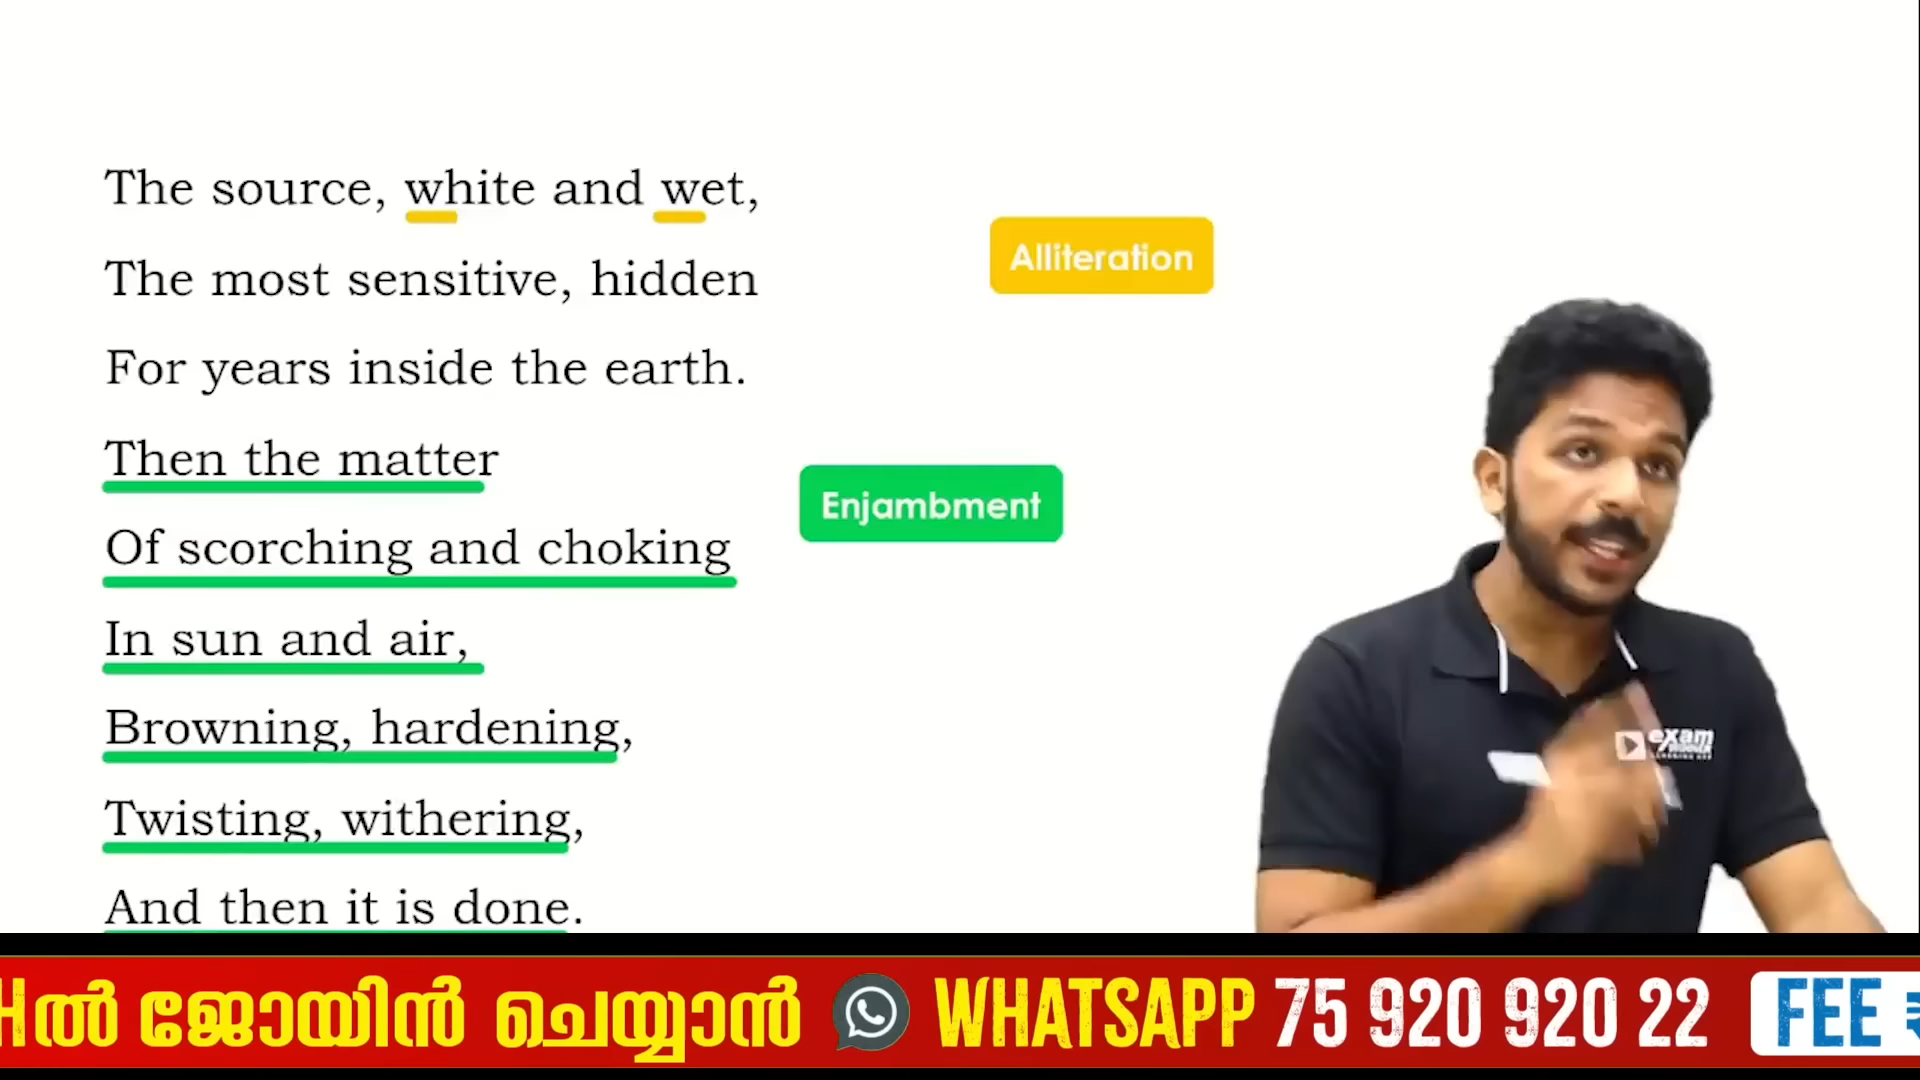 The source, white and wet,
Alliteration
The most sensitive, hidden
For years inside the earth.
Then the matter
Enjambment
Of scorching and choking
In sun and air,
Browning, hardening,
exam
Twisting, withering,
And then it is done.
Hൽ ജോയിൻ ചെയ്യാൻ WHATSAPP 75 920 920 22 FEE ₹